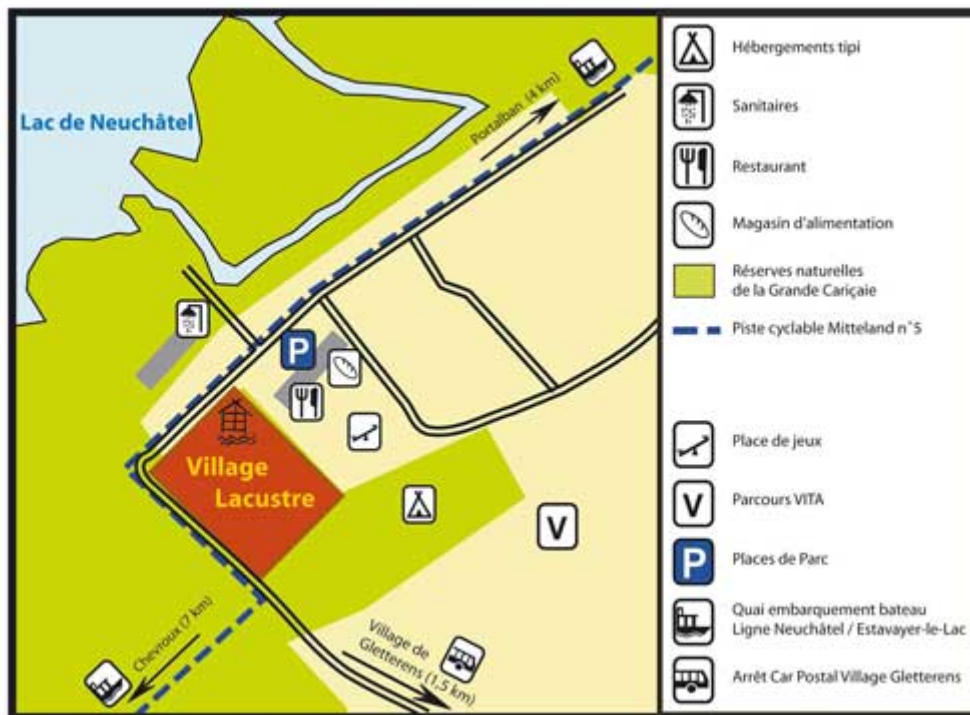 Lac de Neuchâtel
Portalban (4 km)
P
Village
Lacustre
V
Chevroux (7 km)
Village de
Gletterens (1,5 km)
Hébergements tipi
Sanitaires
Restaurant
Magasin d'alimentation
Réserves naturelles
de la Grande Cariçaie
Piste cyclable Mitteland n°5
Place de jeux
V
Parcours VITA
P
Places de Parc
Quai embarquement bateau
Ligne Neuchâtel / Estavayer-le-Lac
Arrêt Car Postal Village Gletterens